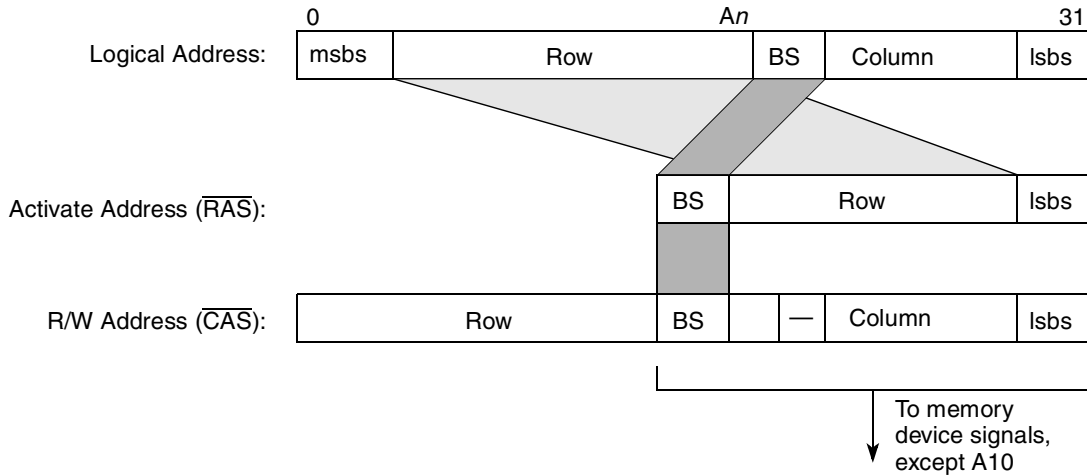 0 An 31
Logical Address: msbs Row BS Column lsbs
Activate Address (RAS): BS Row lsbs
R/W Address (CAS): Row BS — Column lsbs
To memory
device signals,
except A10